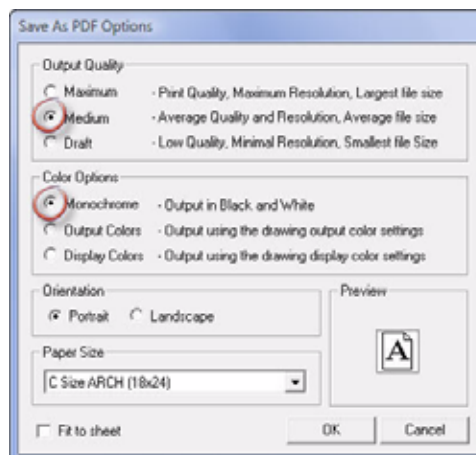 Save As PDF Options
Output Quality
Maximum - Print Quality, Maximum Resolution, Largest file size
Medium - Average Quality and Resolution, Average file size
Draft - Low Quality, Minimal Resolution, Smallest file Size
Color Options
Monochrome - Output in Black and White
Output Colors - Output using the drawing output color settings
Display Colors - Output using the drawing display color settings
Orientation
Portrait Landscape
Preview
A
Paper Size
C Size ARCH (18x24)
Fit to sheet
OK Cancel